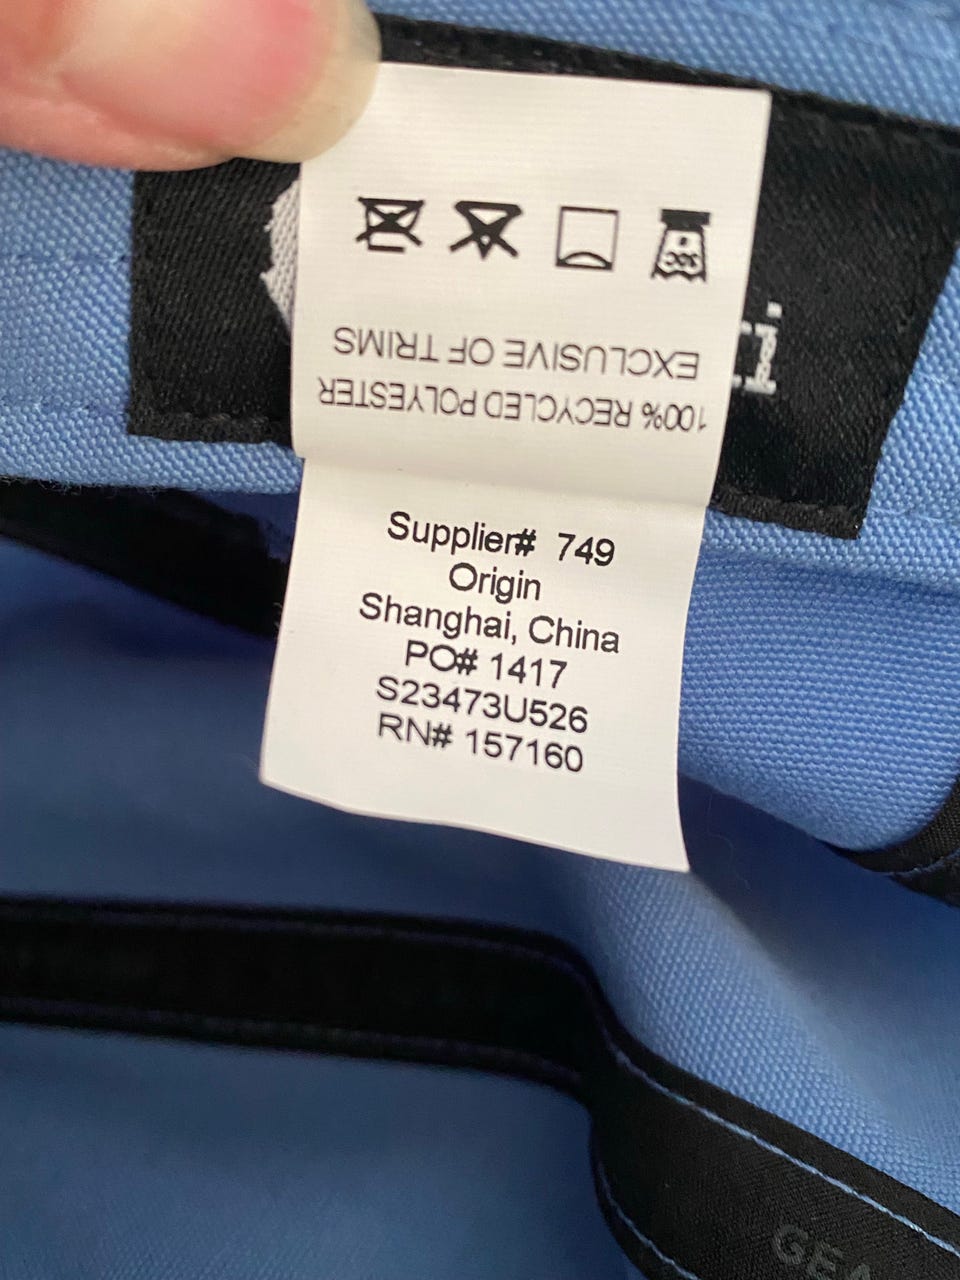 100% RECYCLED POLYESTER
EXCLUSIVE OF TRIMS
Supplier# 749
Origin
Shanghai, China
PO# 1417
S23473U526
RN# 157160